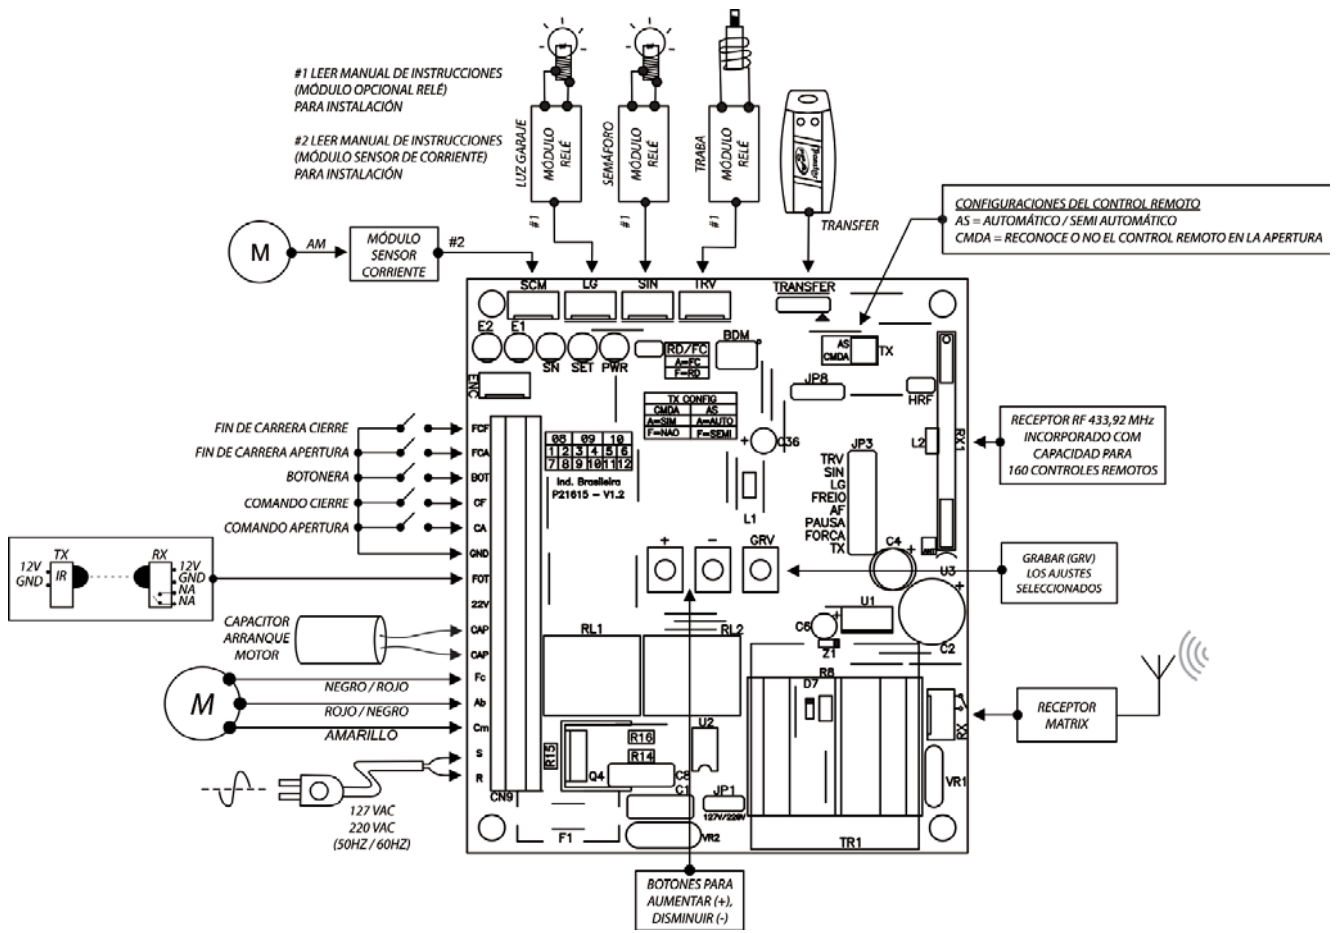 #1 LEER MANUAL DE INSTRUCCIONES
(MÓDULO OPCIONAL RELÉ)
PARA INSTALACIÓN
#2 LEER MANUAL DE INSTRUCCIONES
(MÓDULO SENSOR DE CORRIENTE)
PARA INSTALACIÓN
LUZ GARAJE
MÓDULO
RELÉ
#1
SEMÁFORO
MÓDULO
RELÉ
#1
TRABA
MÓDULO
RELÉ
#1
TRANSFER
CONFIGURACIONES DEL CONTROL REMOTO
AS = AUTOMÁTICO / SEMI AUTOMÁTICO
CMDA = RECONOCE O NO EL CONTROL REMOTO EN LA APERTURA
M
AM
MÓDULO
SENSOR
CORRIENTE
#2
SCM
LG
SIN
TRV
TRANSFER
E2
E1
SN
SET
PWR
RD/FC
A=FC
F=RD
BDM
AS
CMDA
TX
ENC
JP8
HRF
TX CONFIG
CMDA AS
A=SIM A=AUTO
F=NAO F=SEMI
C36
L2
RX1
RECEPTOR RF 433,92 MHz
INCORPORADO COM
CAPACIDAD PARA
160 CONTROLES REMOTOS
FIN DE CARRERA CIERRE
FCF
FIN DE CARRERA APERTURA
FCA
BOTONERA
BOT
COMANDO CIERRE
CF
COMANDO APERTURA
CA
GND
08 09 10
1 2 3 4 5 6
7 8 9 10 11 12
Ind. Brasileira
P21615 - V1.2
L1
JP3
TRV
SIN
LG
FREIO
AF
PAUSA
FORCA
TX
ANT
C4
U3
+
-
GRV
GRABAR (GRV)
LOS AJUSTES
SELECCIONADOS
TX
12V
GND
IR
RX
12V
GND
NA
NA
FOT
22V
CAPACITOR
ARRANQUE
MOTOR
CAP
CAP
RL1
RL2
C6
U1
Z1
C2
M
NEGRO / ROJO
Fc
ROJO / NEGRO
Ab
AMARILLO
Cm
D7
R8
RX
RECEPTOR
MATRIX
127 VAC
220 VAC
(50HZ / 60HZ)
S
R
CN9
R15
Q4
R16
R14
C8
U2
C1
JP1
127V/220V
VR1
F1
VR2
TR1
BOTONES PARA
AUMENTAR (+),
DISMINUIR (-)